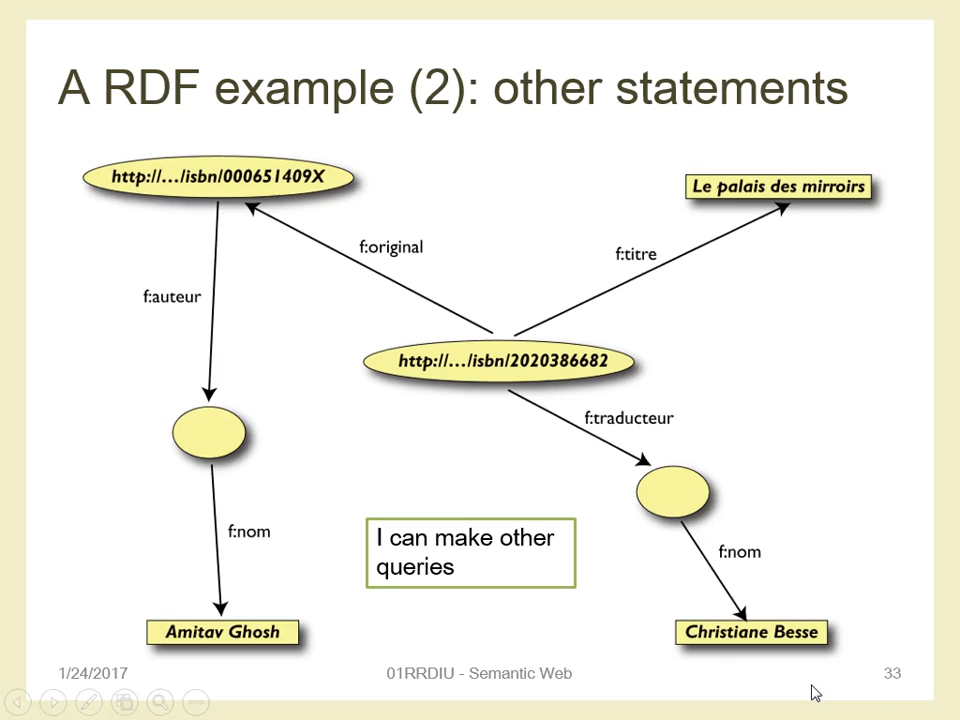 A RDF example (2): other statements
http://.../isbn/000651409X
Le palais des mirroirs
f:original
f:titre
f:auteur
http://.../isbn/2020386682
f:traducteur
f:nom
I can make other
queries
f:nom
Amitav Ghosh
Christiane Besse
1/24/2017
01RRDIU - Semantic Web
33